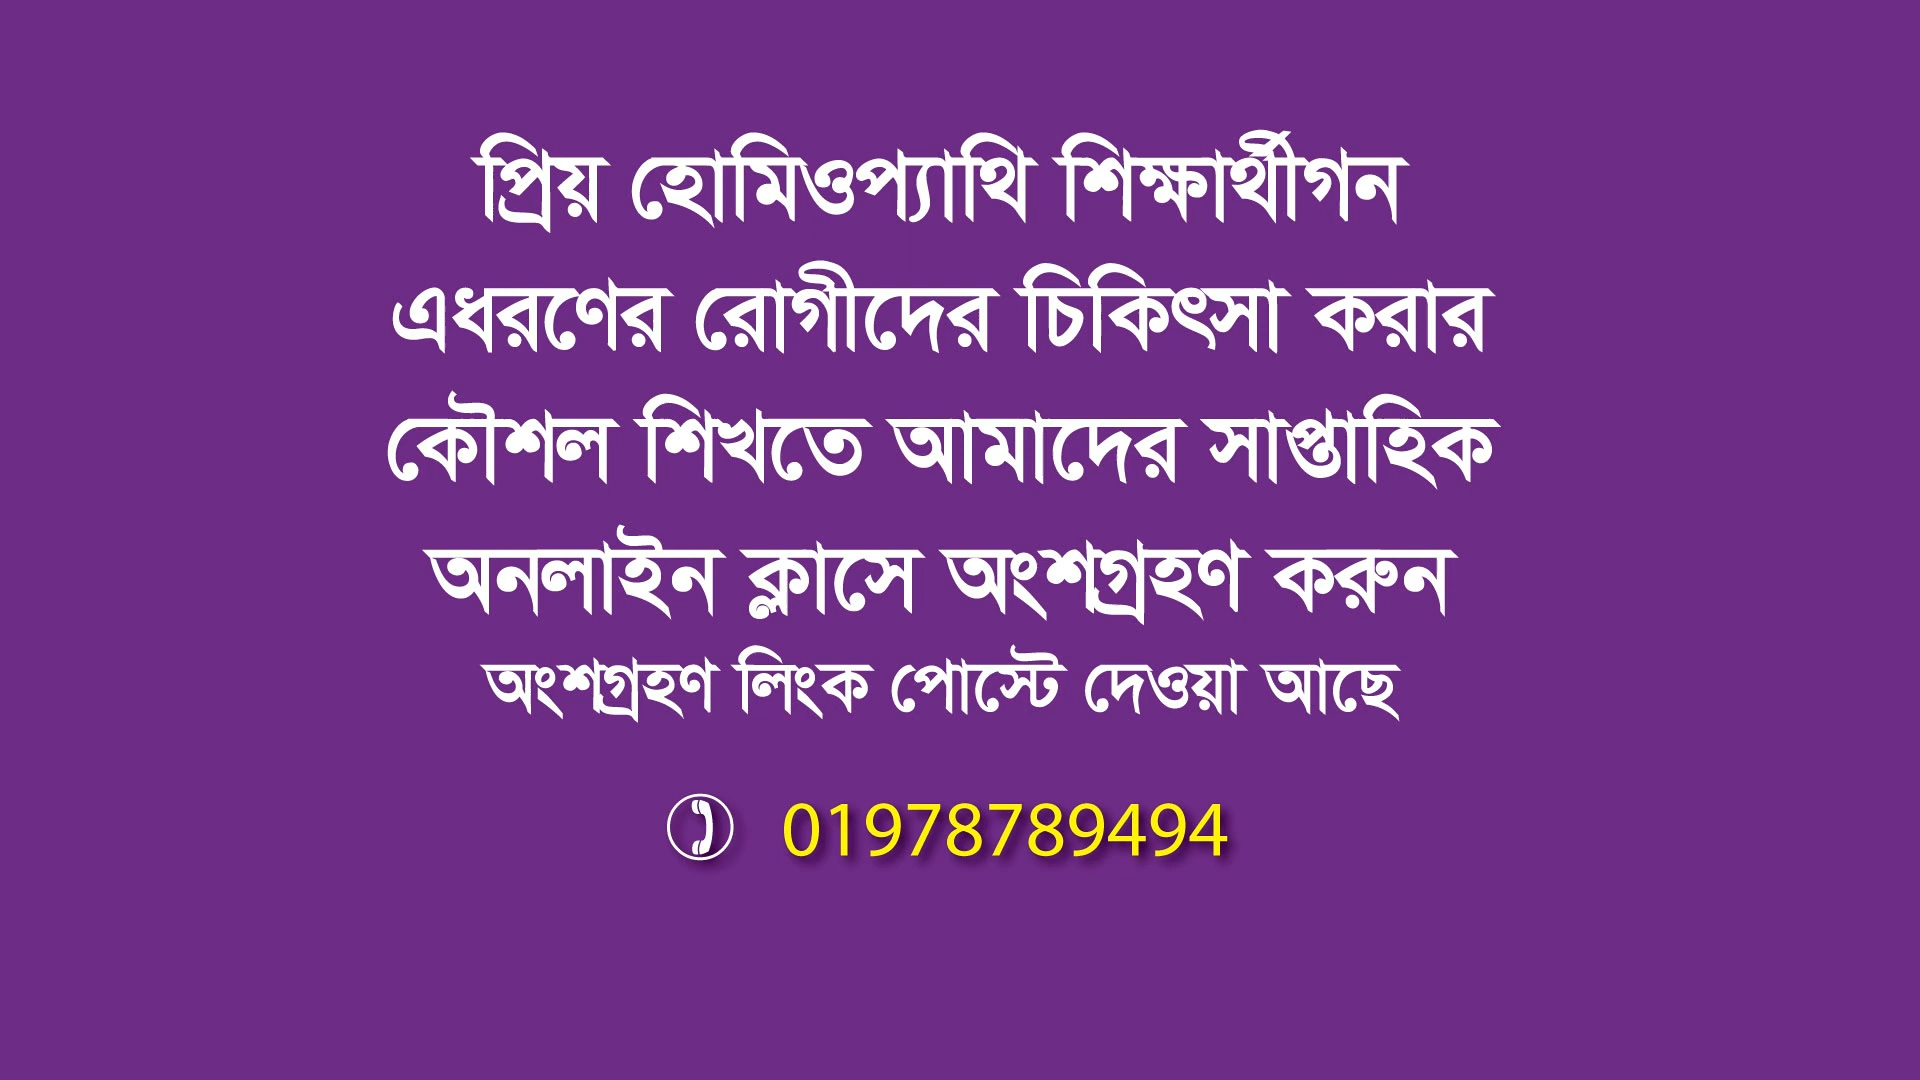 প্রিয় হোমিওপ্যাথি শিক্ষার্থীগন
এধরণের রোগীদের চিকিৎসা করার
কৌশল শিখতে আমাদের সাপ্তাহিক
অনলাইন ক্লাসে অংশগ্রহণ করুন
অংশগ্রহণ লিংক পোস্টে দেওয়া আছে
01978789494